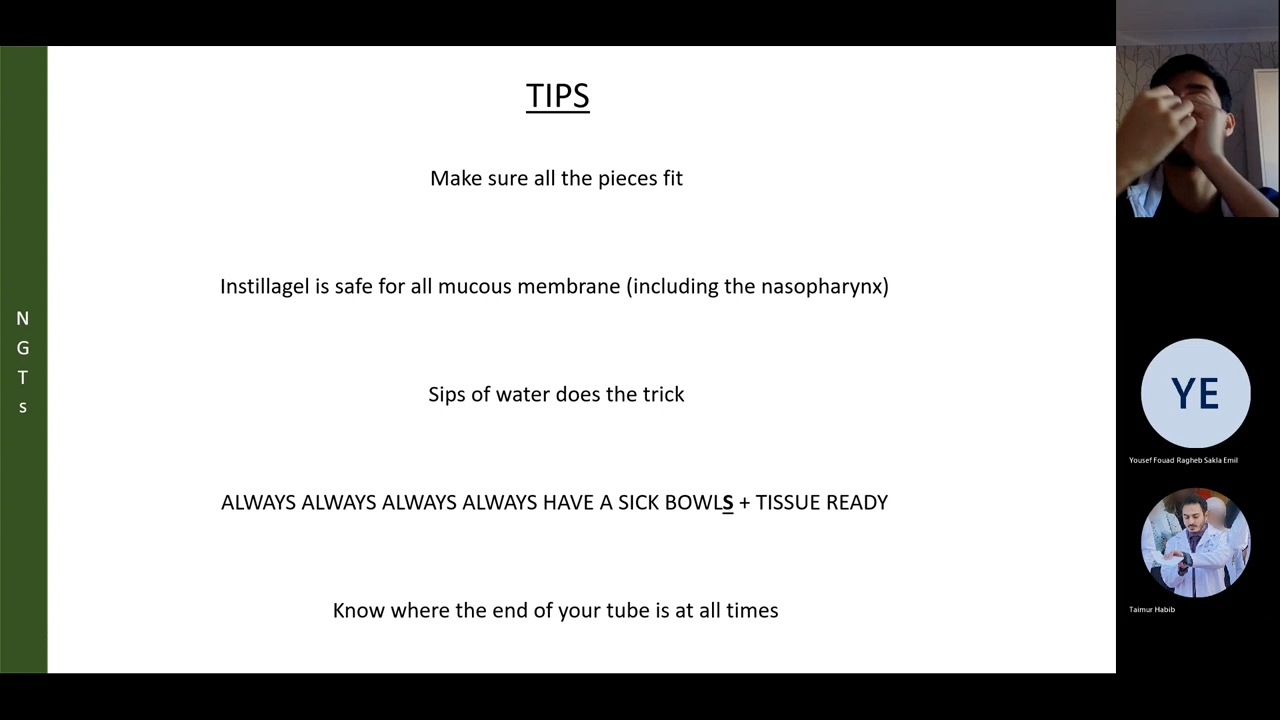 TIPS
Make sure all the pieces fit
Instillagel is safe for all mucous membrane (including the nasopharynx)
Sips of water does the trick
ALWAYS ALWAYS ALWAYS ALWAYS HAVE A SICK BOWLS + TISSUE READY
Know where the end of your tube is at all times
N
G
T
s
YE
Yousef Fouad Ragheb Sakla Emil
Taimur Habib